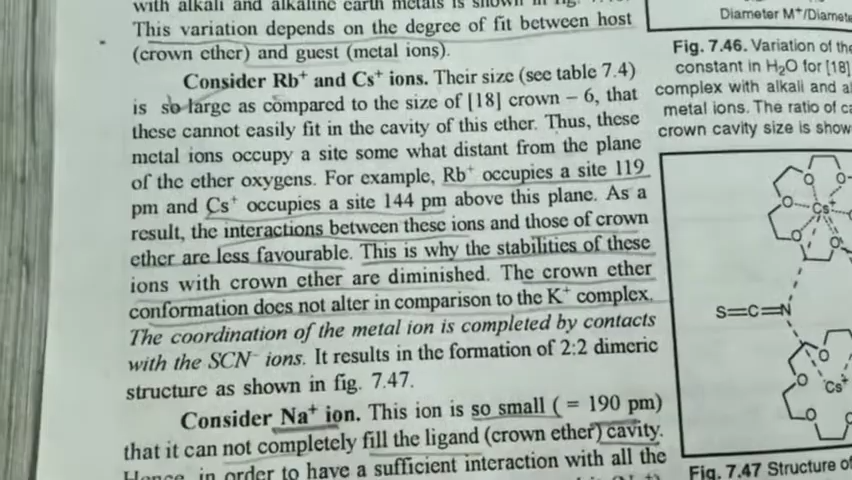 with alkali and alkaline earth metals is shown in fig.
This variation depends on the degree of fit between host
(crown ether) and guest (metal ions).
Consider Rb⁺ and Cs⁺ ions. Their size (see table 7.4)
is so large as compared to the size of [18] crown – 6, that
these cannot easily fit in the cavity of this ether. Thus, these
metal ions occupy a site some what distant from the plane
of the ether oxygens. For example, Rb⁺ occupies a site 119
pm and Cs⁺ occupies a site 144 pm above this plane. As a
result, the interactions between these ions and those of crown
ether are less favourable. This is why the stabilities of these
ions with crown ether are diminished. The crown ether
conformation does not alter in comparison to the K⁺ complex.
The coordination of the metal ion is completed by contacts
with the SCN⁻ ions. It results in the formation of 2:2 dimeric
structure as shown in fig. 7.47.
Consider Na⁺ ion. This ion is so small ( = 190 pm)
that it can not completely fill the ligand (crown ether) cavity.
Hence, in order to have a sufficient interaction with all the
Diameter M⁺/Diamete
Fig. 7.46. Variation of the
constant in H₂O for [18]
complex with alkali and al
metal ions. The ratio of ca
crown cavity size is show
O
O
O
Cs⁺
O
O
S=C=N
O
O
Cs⁺
O
O
Fig. 7.47 Structure of